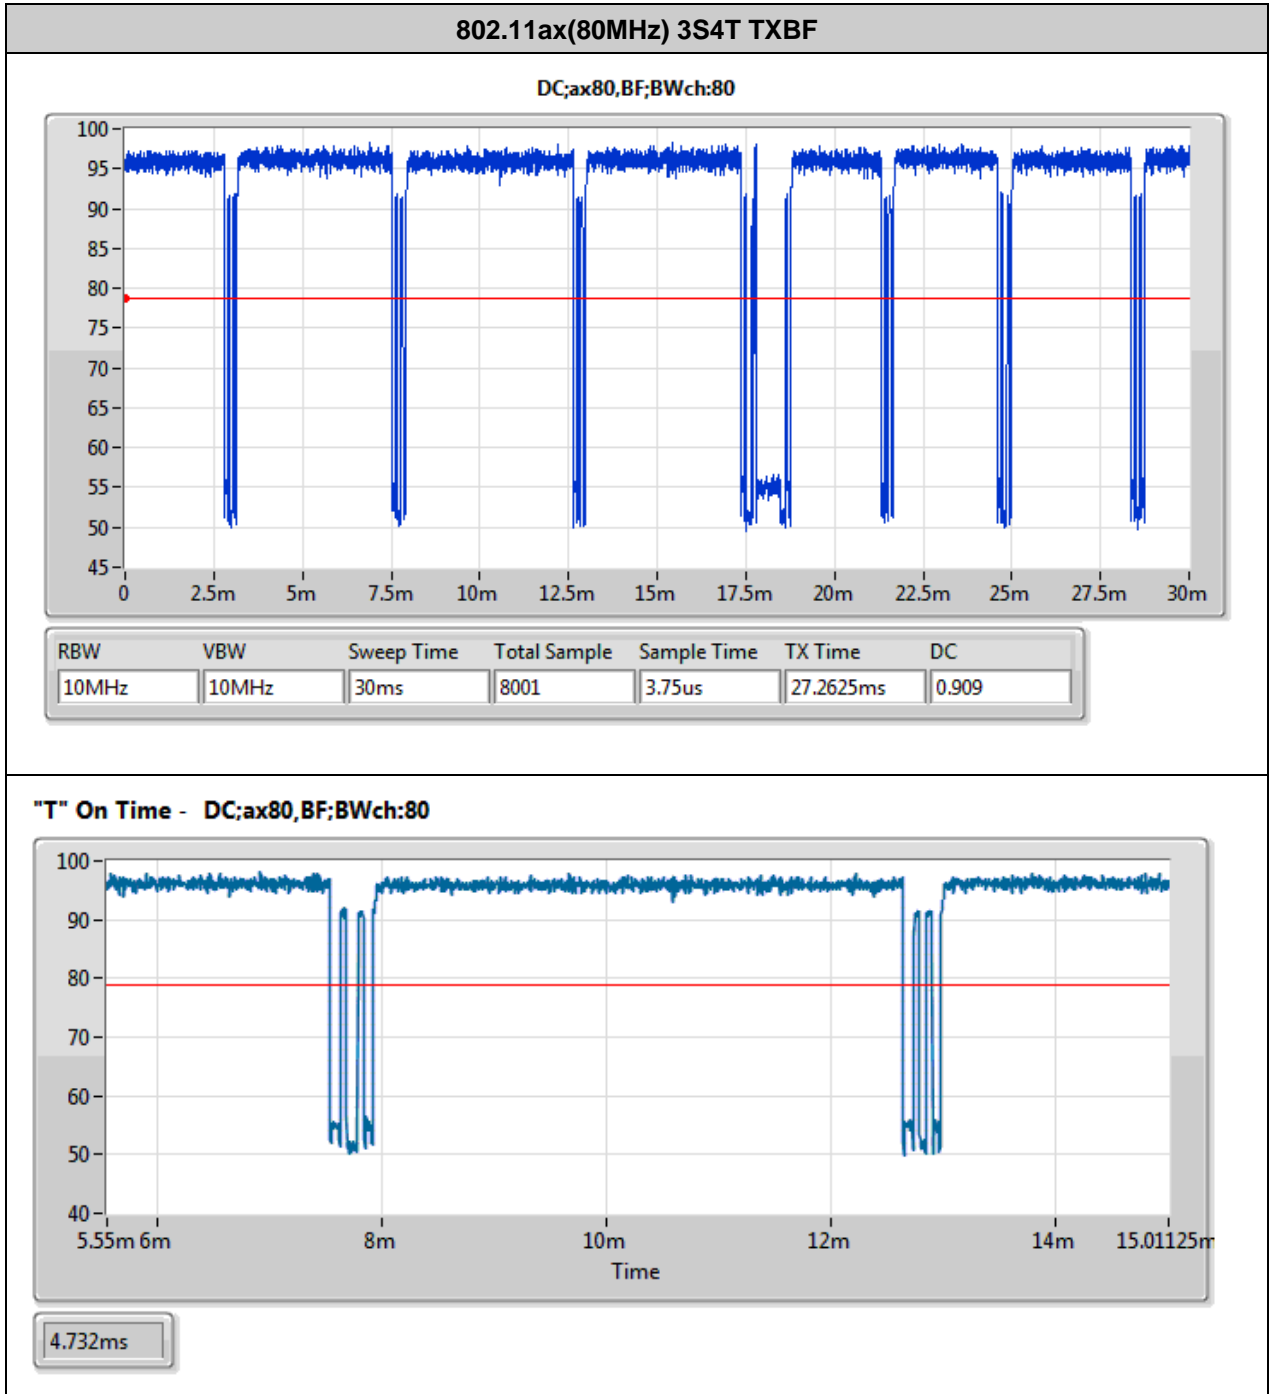 802.11ax(80MHz) 3S4T TXBF
DC;ax80,BF;BWch:80
100
95
90
85
80
75
70
65
60
55
50
45
0 2.5m 5m 7.5m 10m 12.5m 15m 17.5m 20m 22.5m 25m 27.5m 30m
RBW VBW Sweep Time Total Sample Sample Time TX Time DC
10MHz 10MHz 30ms 8001 3.75us 27.2625ms 0.909
"T" On Time - DC;ax80,BF;BWch:80
100
90
80
70
60
50
40
5.55m 6m 8m 10m 12m 14m 15.01125m
Time
4.732ms